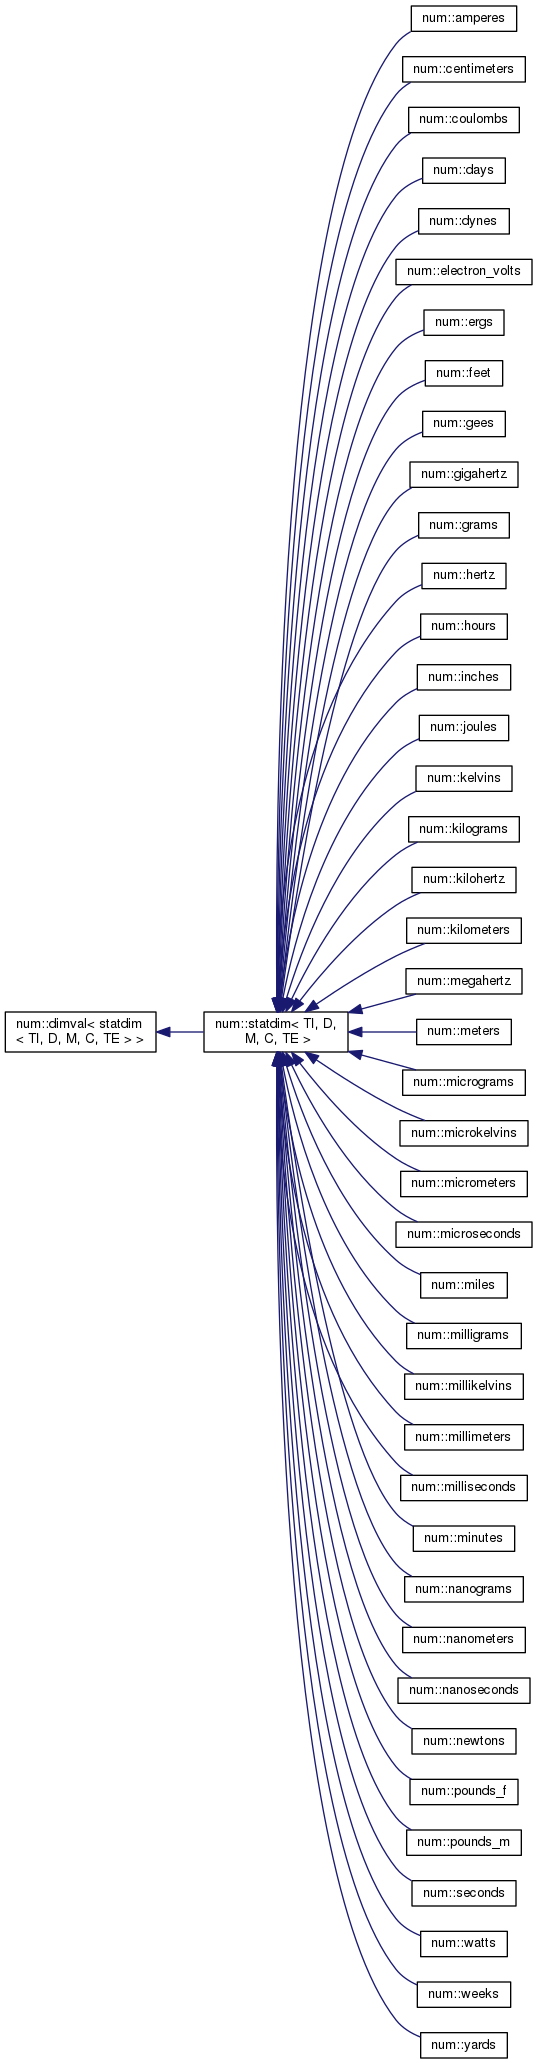 num::amperes
num::centimeters
num::coulombs
num::days
num::dynes
num::electron_volts
num::ergs
num::feet
num::gees
num::gigahertz
num::grams
num::hertz
num::hours
num::inches
num::joules
num::kelvins
num::kilograms
num::kilohertz
num::kilometers
num::megahertz
num::dimval< statdim
< TI, D, M, C, TE > >
num::statdim< TI, D,
M, C, TE >
num::meters
num::micrograms
num::microkelvins
num::micrometers
num::microseconds
num::miles
num::milligrams
num::millikelvins
num::millimeters
num::milliseconds
num::minutes
num::nanograms
num::nanometers
num::nanoseconds
num::newtons
num::pounds_f
num::pounds_m
num::seconds
num::watts
num::weeks
num::yards